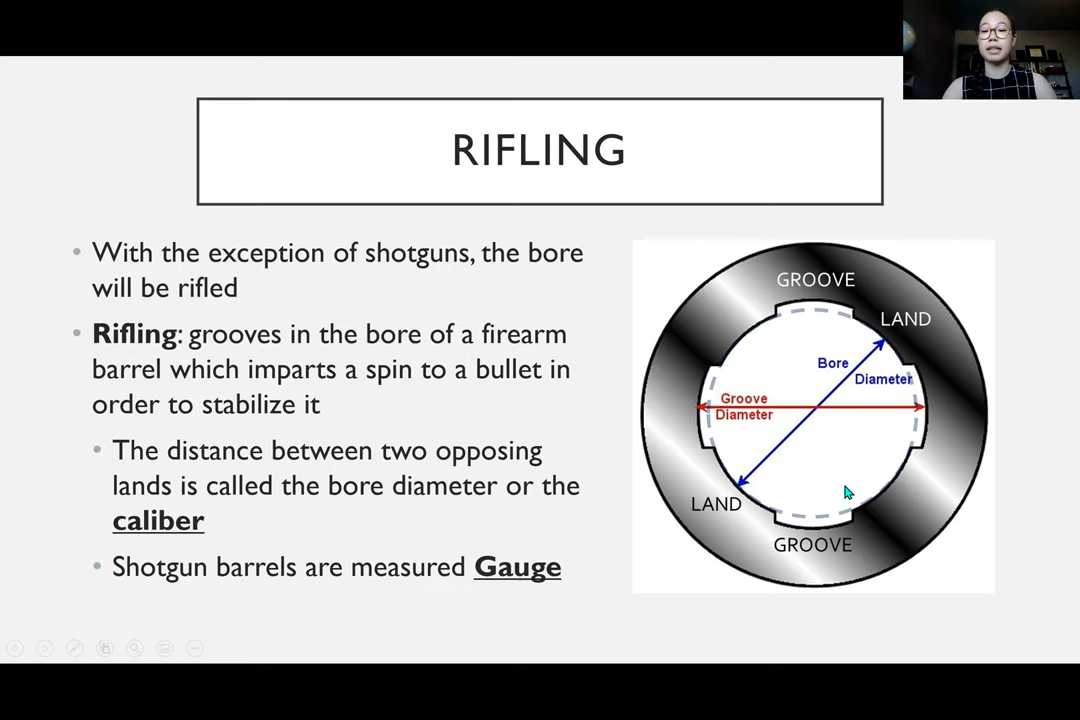 RIFLING
With the exception of shotguns, the bore
will be rifled
Rifling: grooves in the bore of a firearm
barrel which imparts a spin to a bullet in
order to stabilize it
The distance between two opposing
lands is called the bore diameter or the
caliber
Shotgun barrels are measured Gauge
GROOVE
LAND
Bore
Diameter
Groove
Diameter
LAND
GROOVE